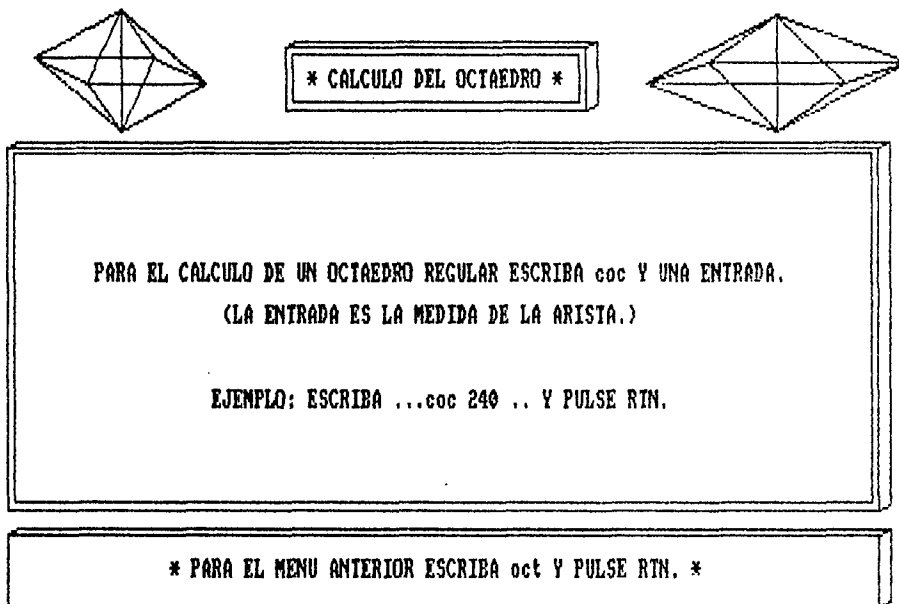 * CALCULO DEL OCTAEDRO *
PARA EL CALCULO DE UN OCTAEDRO REGULAR ESCRIBA coc Y UNA ENTRADA.
(LA ENTRADA ES LA MEDIDA DE LA ARISTA.)
EJEMPLO: ESCRIBA ...coc 240 .. Y PULSE RTN.
* PARA EL MENU ANTERIOR ESCRIBA oct Y PULSE RTN. *